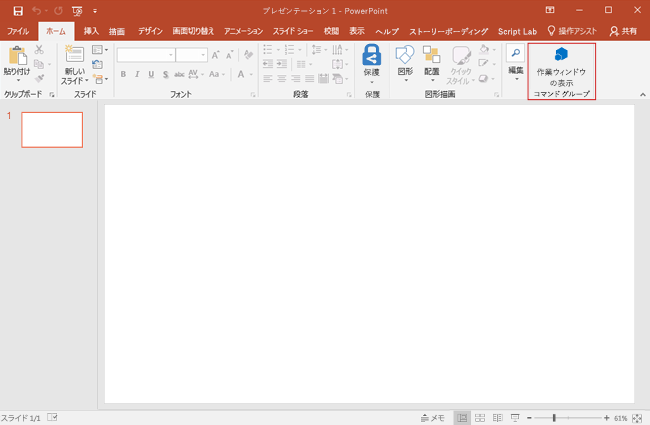 プレゼンテーション 1 - PowerPoint
ファイル ホーム 挿入 描画 デザイン 画面切り替え アニメーション スライド ショー 校閲 表示 ヘルプ ストーリーボーディング Script Lab 操作アシスト 共有
貼り付け
新しい
スライド
B I U S abc AV Aa A
保護
図形
配置
クイック
スタイル
編集
作業ウィンドウ
の表示
クリップボード スライド フォント 段落 保護 図形描画 コマンド グループ
1
スライド 1/1 メモ 61%